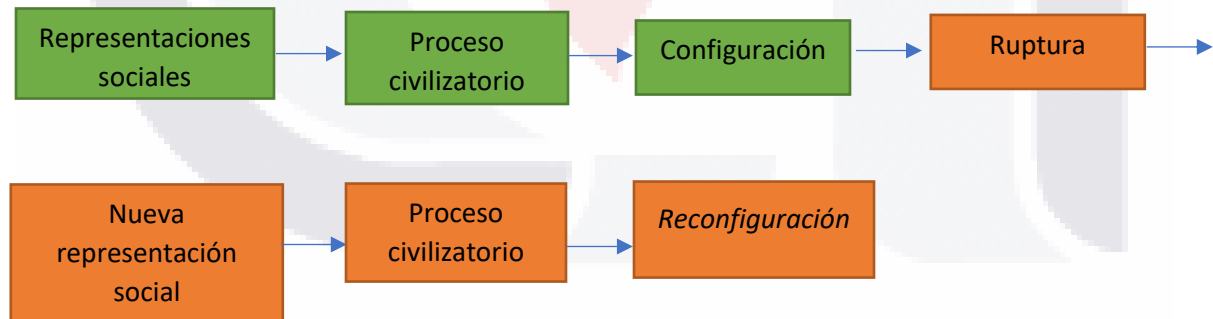 Representaciones
sociales
Proceso
civilizatorio
Configuración
Ruptura
Nueva
representación
social
Proceso
civilizatorio
Reconfiguración